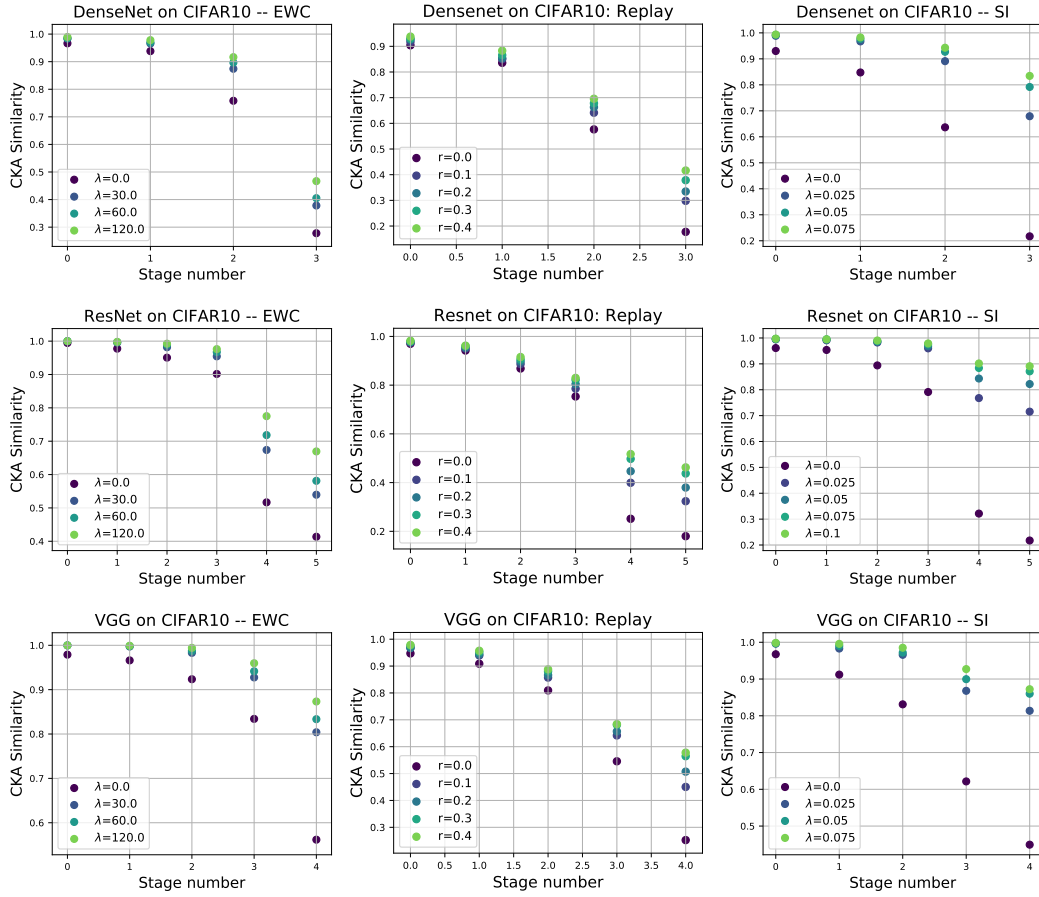 DenseNet on CIFAR10 -- EWC
CKA Similarity
1.0
0.9
0.8
0.7
0.6
0.5
0.4
0.3
λ=0.0
λ=30.0
λ=60.0
λ=120.0
0 1 2 3
Stage number
Densenet on CIFAR10: Replay
CKA Similarity
0.9
0.8
0.7
0.6
0.5
0.4
0.3
0.2
r=0.0
r=0.1
r=0.2
r=0.3
r=0.4
0.0 0.5 1.0 1.5 2.0 2.5 3.0
Stage number
DenseNet on CIFAR10 -- SI
CKA Similarity
1.0
0.9
0.8
0.7
0.6
0.5
0.4
0.3
0.2
λ=0.0
λ=0.025
λ=0.05
λ=0.075
0 1 2 3
Stage number
ResNet on CIFAR10 -- EWC
CKA Similarity
1.0
0.9
0.8
0.7
0.6
0.5
0.4
λ=0.0
λ=30.0
λ=60.0
λ=120.0
0 1 2 3 4 5
Stage number
Resnet on CIFAR10: Replay
CKA Similarity
1.0
0.8
0.6
0.4
0.2
r=0.0
r=0.1
r=0.2
r=0.3
r=0.4
0 1 2 3 4 5
Stage number
Resnet on CIFAR10 -- SI
CKA Similarity
1.0
0.9
0.8
0.7
0.6
0.5
0.4
0.3
0.2
λ=0.0
λ=0.025
λ=0.05
λ=0.075
λ=0.1
0 1 2 3 4 5
Stage number
VGG on CIFAR10 -- EWC
CKA Similarity
1.0
0.9
0.8
0.7
0.6
λ=0.0
λ=30.0
λ=60.0
λ=120.0
0 1 2 3 4
Stage number
VGG on CIFAR10: Replay
CKA Similarity
1.0
0.9
0.8
0.7
0.6
0.5
0.4
0.3
r=0.0
r=0.1
r=0.2
r=0.3
r=0.4
0.0 0.5 1.0 1.5 2.0 2.5 3.0 3.5 4.0
Stage number
VGG on CIFAR10 -- SI
CKA Similarity
1.0
0.9
0.8
0.7
0.6
0.5
λ=0.0
λ=0.025
λ=0.05
λ=0.075
0 1 2 3 4
Stage number